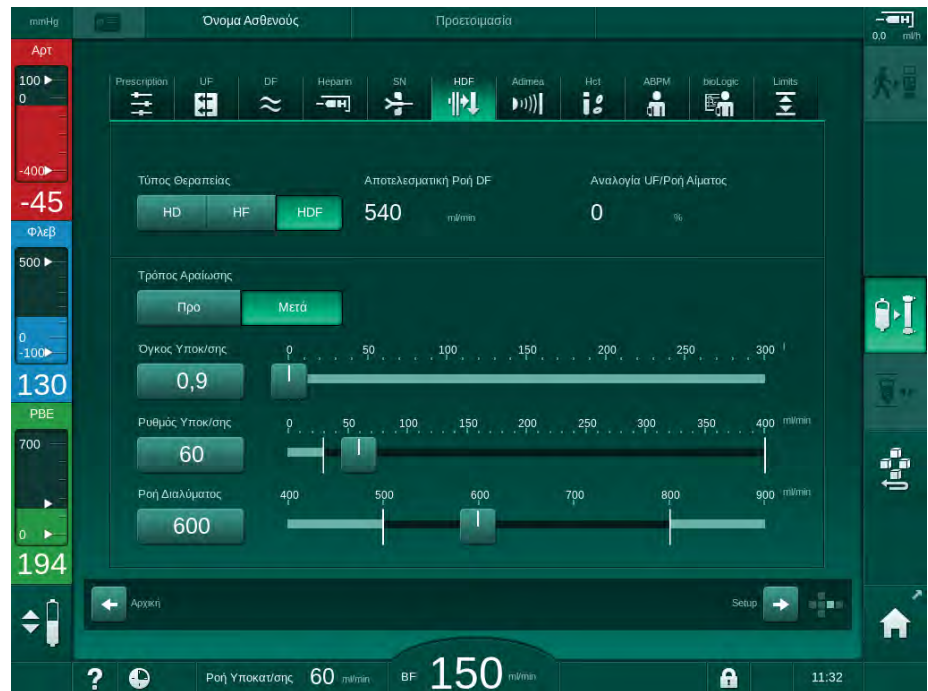 mmHg Όνομα Ασθενούς Προετοιμασία
0,0 ml/h
Αρτ
100
0
-400
-45
Φλεβ
500
0
-100
130
PBE
700
0
194
Prescription UF DF Heparin SN HDF Adimea Hct ABPM bioLogic Limits
Τύπος Θεραπείας Αποτελεσματική Ροή DF Αναλογία UF/Ροή Αίματος
HD HF HDF 540 ml/min 0 %
Τρόπος Αραίωσης
Προ Μετά
Όγκος Υποκ/σης 0 50 100 150 200 250 300 l
0,9
Ρυθμός Υποκ/σης 0 50 100 150 200 250 300 350 400 ml/min
60
Ροή Διαλύματος 400 500 600 700 800 900 ml/min
600
Αρχική Setup
? Ροή Υποκατ/σης 60 ml/min BF 150 ml/min 11:32